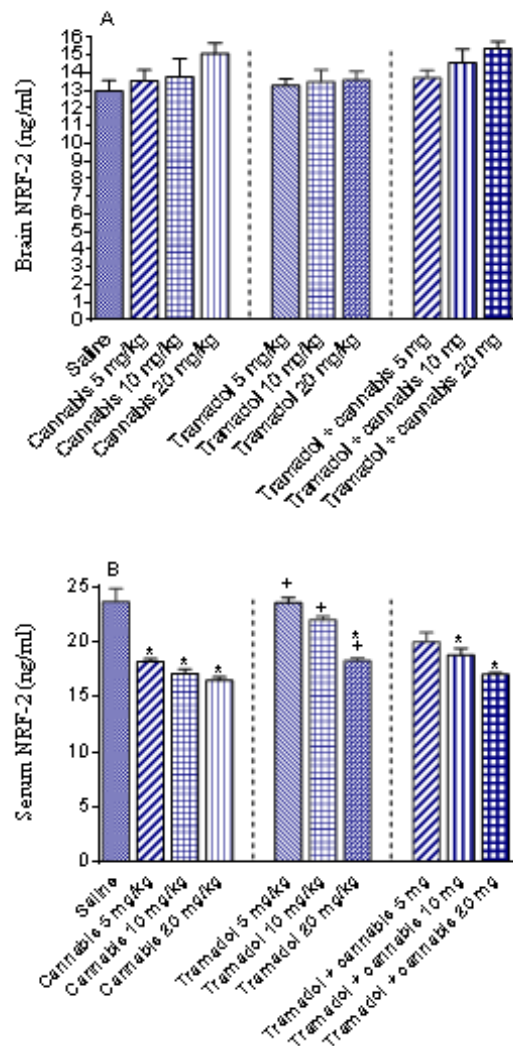 A
Brain NRF-2 (ng/ml)
16
15
14
13
12
11
10
9
8
7
6
5
4
3
2
1
0
Saline
Cannabis 5 mg/kg
Cannabis 10 mg/kg
Cannabis 20 mg/kg
Tramadol 5 mg/kg
Tramadol 10 mg/kg
Tramadol 20 mg/kg
Tramadol + cannabis 5 mg
Tramadol + cannabis 10 mg
Tramadol + cannabis 20 mg
B
Serum NRF-2 (ng/ml)
25
20
15
10
5
0
* * *
+ + * +
* *
Saline
Cannabis 5 mg/kg
Cannabis 10 mg/kg
Cannabis 20 mg/kg
Tramadol 5 mg/kg
Tramadol 10 mg/kg
Tramadol 20 mg/kg
Tramadol + cannabis 5 mg
Tramadol + cannabis 10 mg
Tramadol + cannabis 20 mg